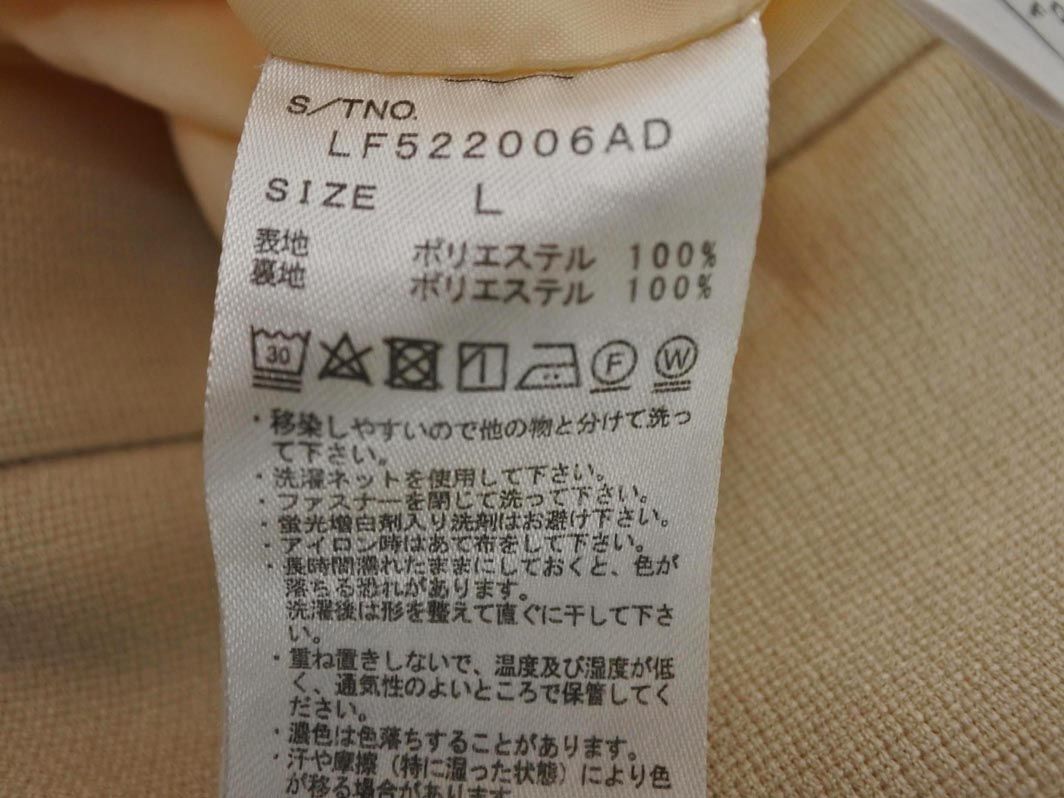 S/TNO.
LF522006AD
SIZE L
表地 ポリエステル 100%
裏地 ポリエステル 100%
30 F W
・移染しやすいので他の物と分けて洗っ
て下さい。
・洗濯ネットを使用して下さい。
・ファスナーを閉じて洗って下さい。
・蛍光増白剤入り洗剤はお避け下さい。
・アイロン時はあて布をして下さい。
・長時間濡れたままにしておくと、色が
落ちる恐れがあります。
洗濯後は形を整えて直ぐに干して下さ
い。
・重ね置きしないで、温度及び湿度が低
く、通気性のよいところで保管してく
ださい。
・濃色は色落ちすることがあります。
・汗や摩擦(特に湿った状態)により色
が移る場合があります